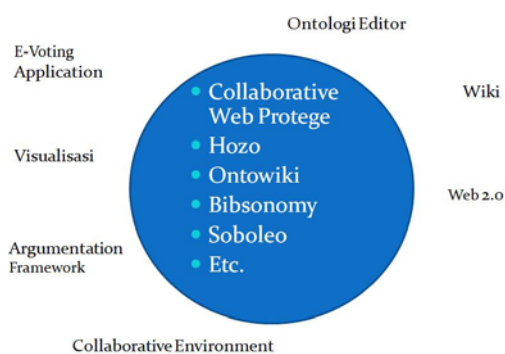 Ontologi Editor
E-Voting
Application
Wiki
Visualisasi
Web 2.0
Argumentation
Framework
Collaborative Environment
• Collaborative
Web Protege
• Hozo
• Ontowiki
• Bibsonomy
• Soboleo
• Etc.